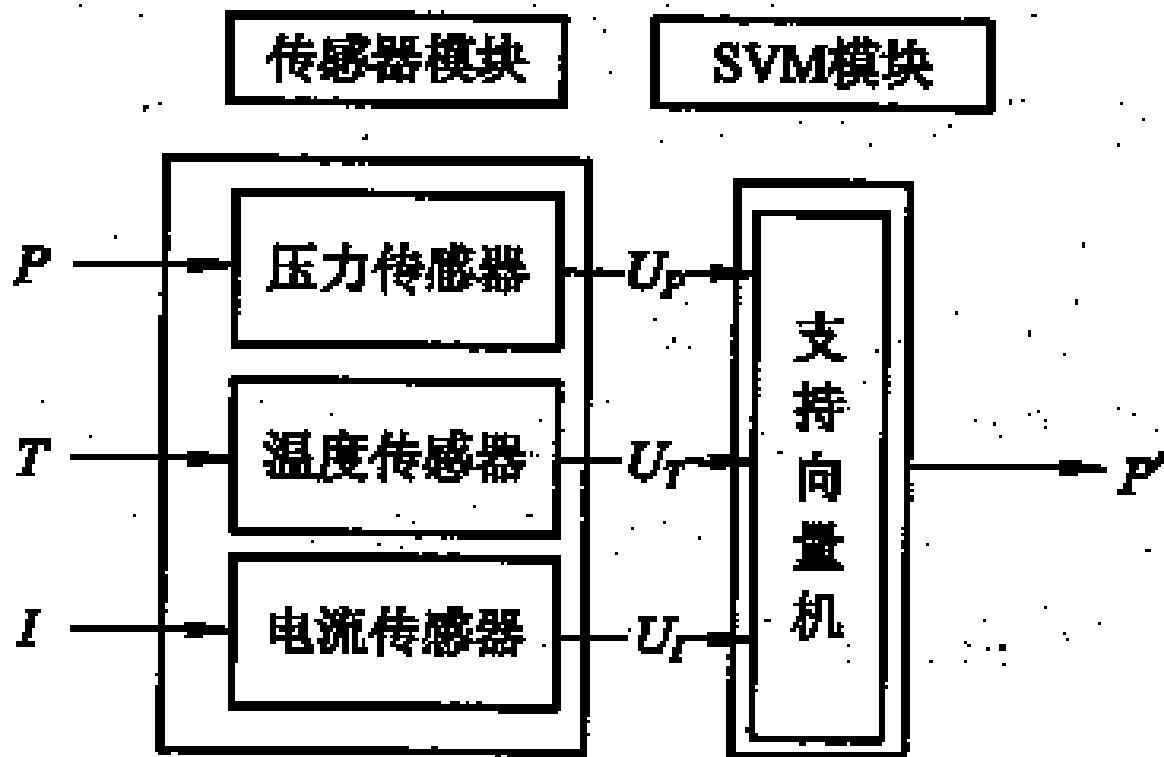 传感器模块
SVM模块
P
压力传感器
U_P
T
温度传感器
U_T
I
电流传感器
U_I
支持向量机
P'